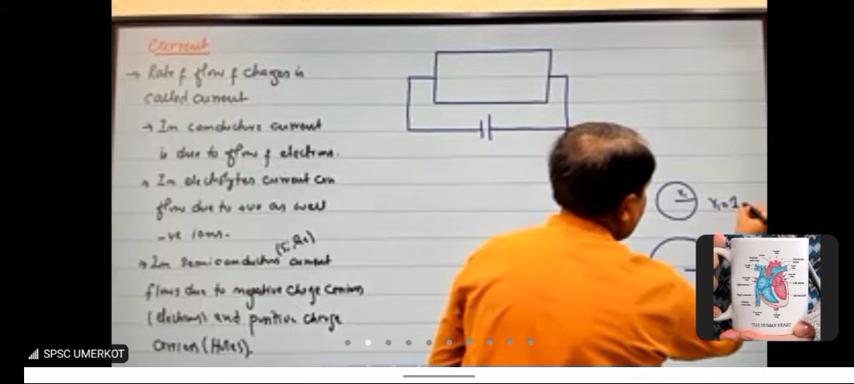 Current
→ Rate of flow of charges is
called current
→ In conductors current
is due to flow of electrons.
→ In electrolytes current can
flow due to +ve as well
-ve ions.
(Si, Ge)
→ In semiconductors current
flows due to negative charge carriers
(electrons) and positive charge
carriers (Holes).
THE HUMAN HEART
SPSC UMERKOT